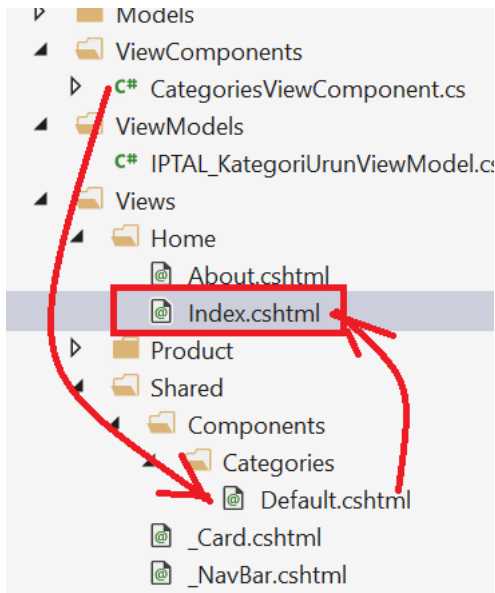 Models
ViewComponents
C# CategoriesViewComponent.cs
ViewModels
C# IPTAL_KategoriUrunViewModel.cs
Views
Home
About.cshtml
Index.cshtml
Product
Shared
Components
Categories
Default.cshtml
_Card.cshtml
_NavBar.cshtml